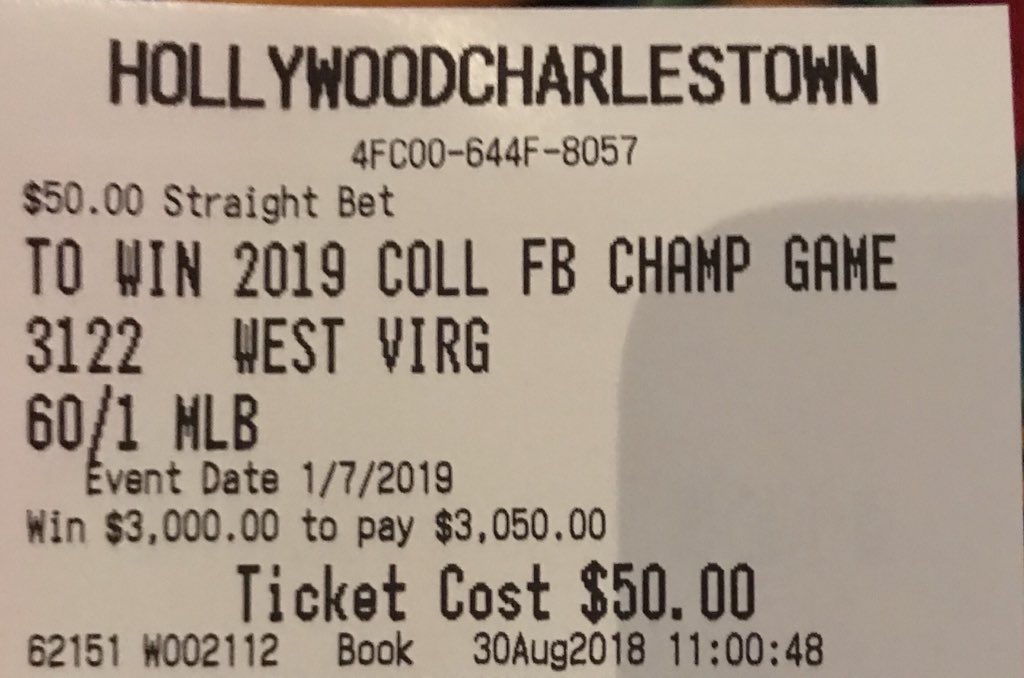 HOLLYWOODCHARLESTOWN
4FC00-644F-8057
$50.00 Straight Bet
TO WIN 2019 COLL FB CHAMP GAME
3122 WEST VIRG
60/1 MLB
Event Date 1/7/2019
Win $3,000.00 to pay $3,050.00
Ticket Cost $50.00
62151 W002112 Book 30Aug2018 11:00:48